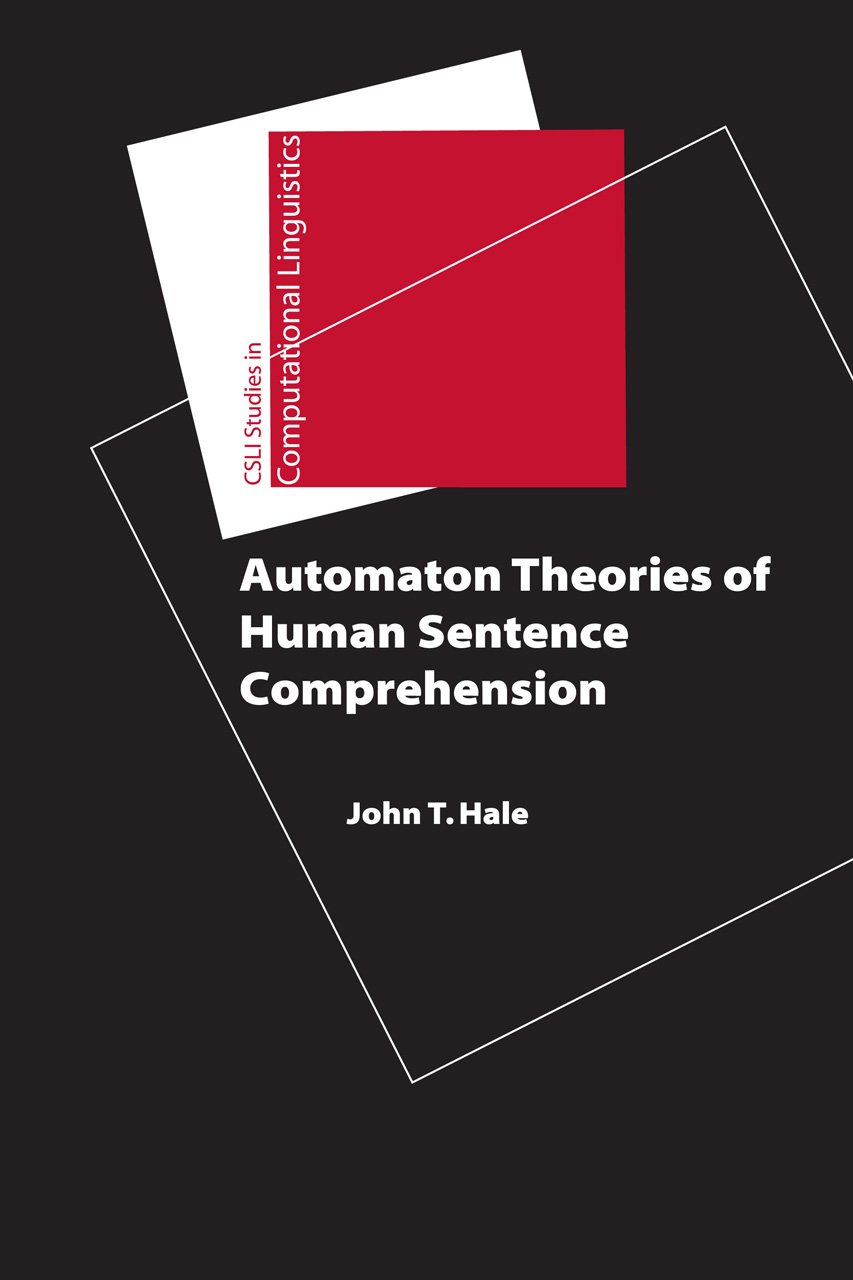 CSLI Studies in
Computational Linguistics
Automaton Theories of
Human Sentence
Comprehension
John T. Hale